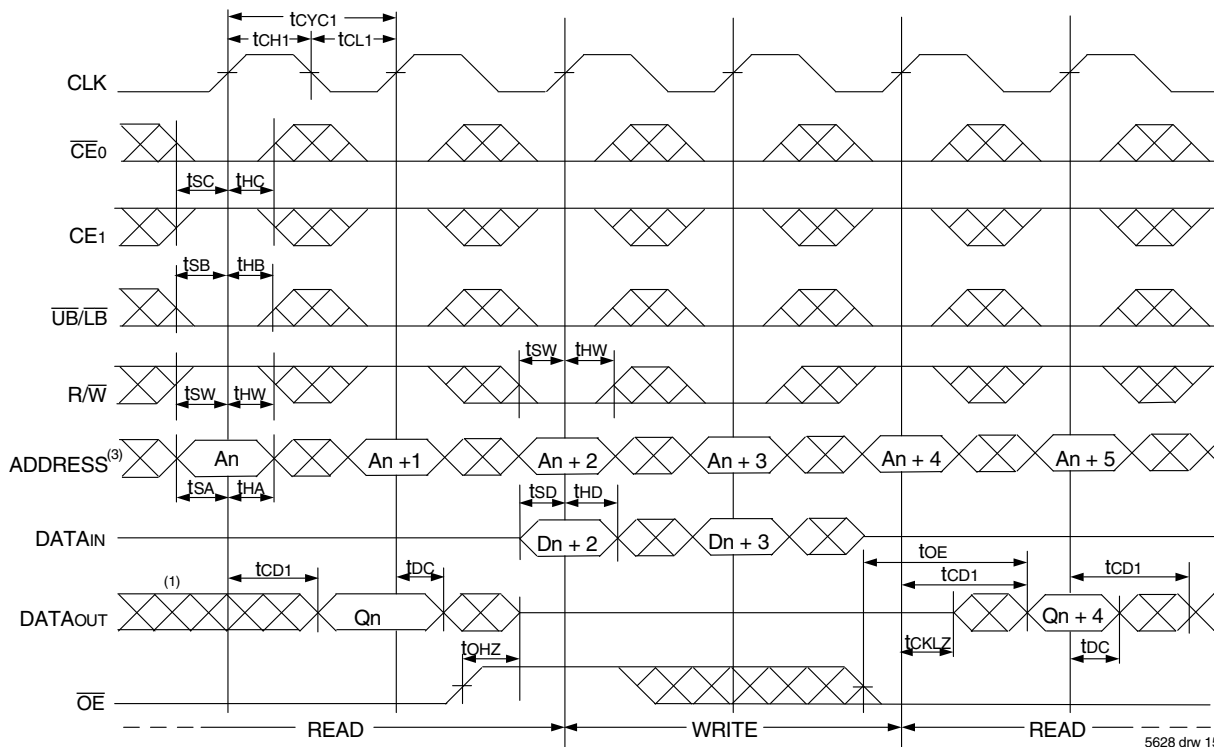 tCYC1
tCH1 tCL1
CLK
CE0
tSC tHC
CE1
tSB tHB
UB/LB
tSW tHW
R/W
tSW tHW
ADDRESS(3) An An +1 An + 2 An + 3 An + 4 An + 5
tSA tHA tSD tHD
DATAIN Dn + 2 Dn + 3
tOE
(1) tCD1 tDC tCD1 tCD1
DATAOUT Qn Qn + 4
tOHZ tCKLZ tDC
OE
READ WRITE READ
5628 drw 15